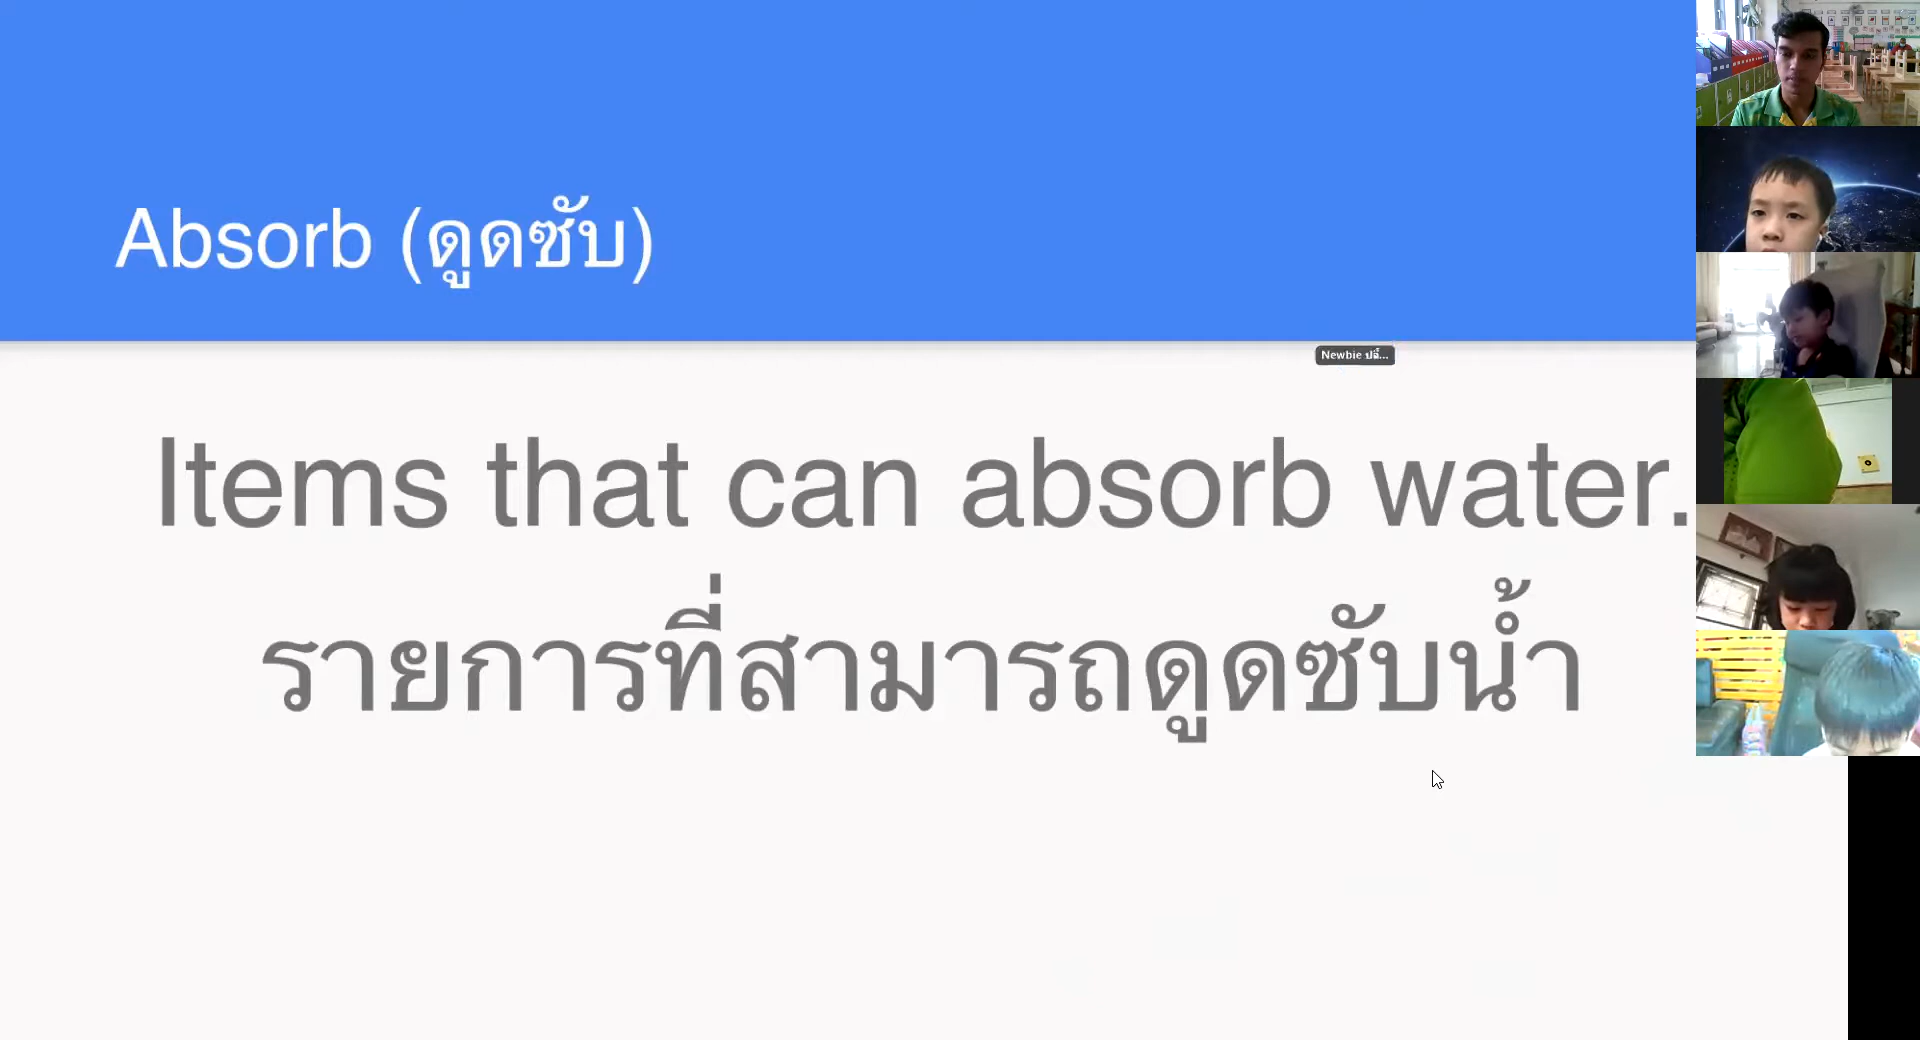 Absorb (ดูดซับ)
Newbie ปลื้...
Items that can absorb water.
รายการที่สามารถดูดซับน้ำ